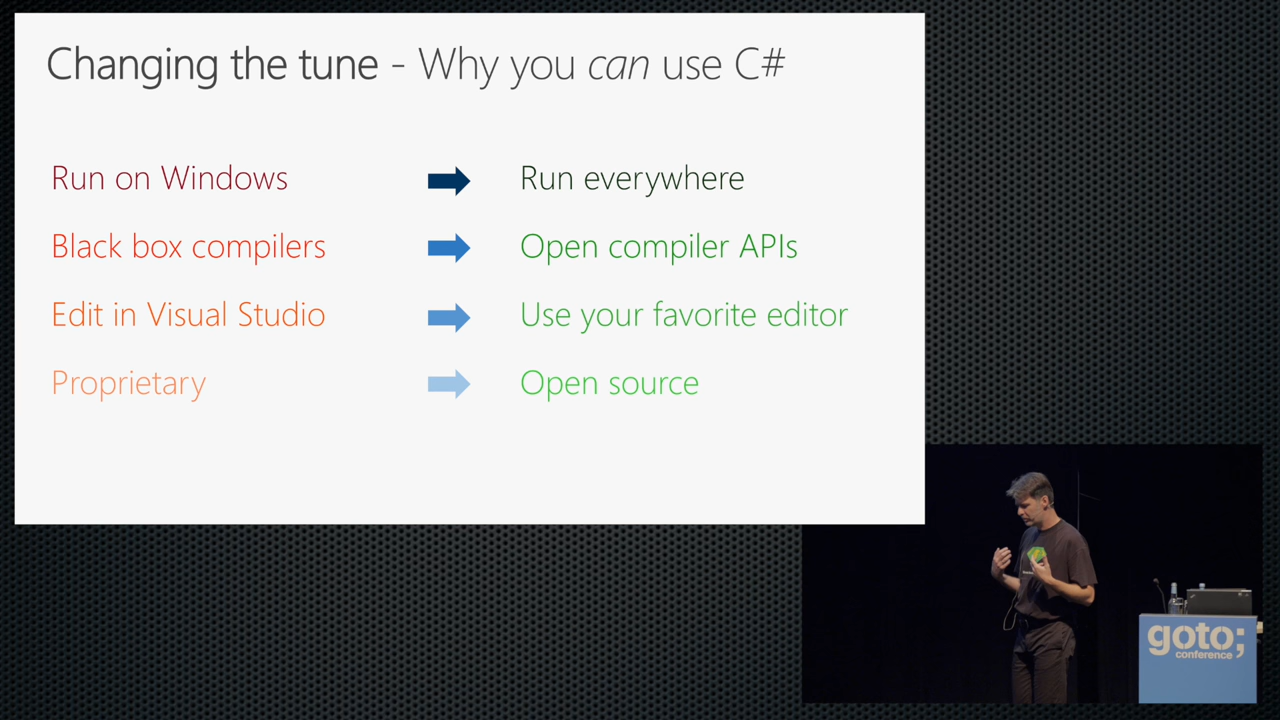 Changing the tune - Why you can use C#
Run on Windows
Run everywhere
Black box compilers
Open compiler APIs
Edit in Visual Studio
Use your favorite editor
Proprietary
Open source
goto;
conference